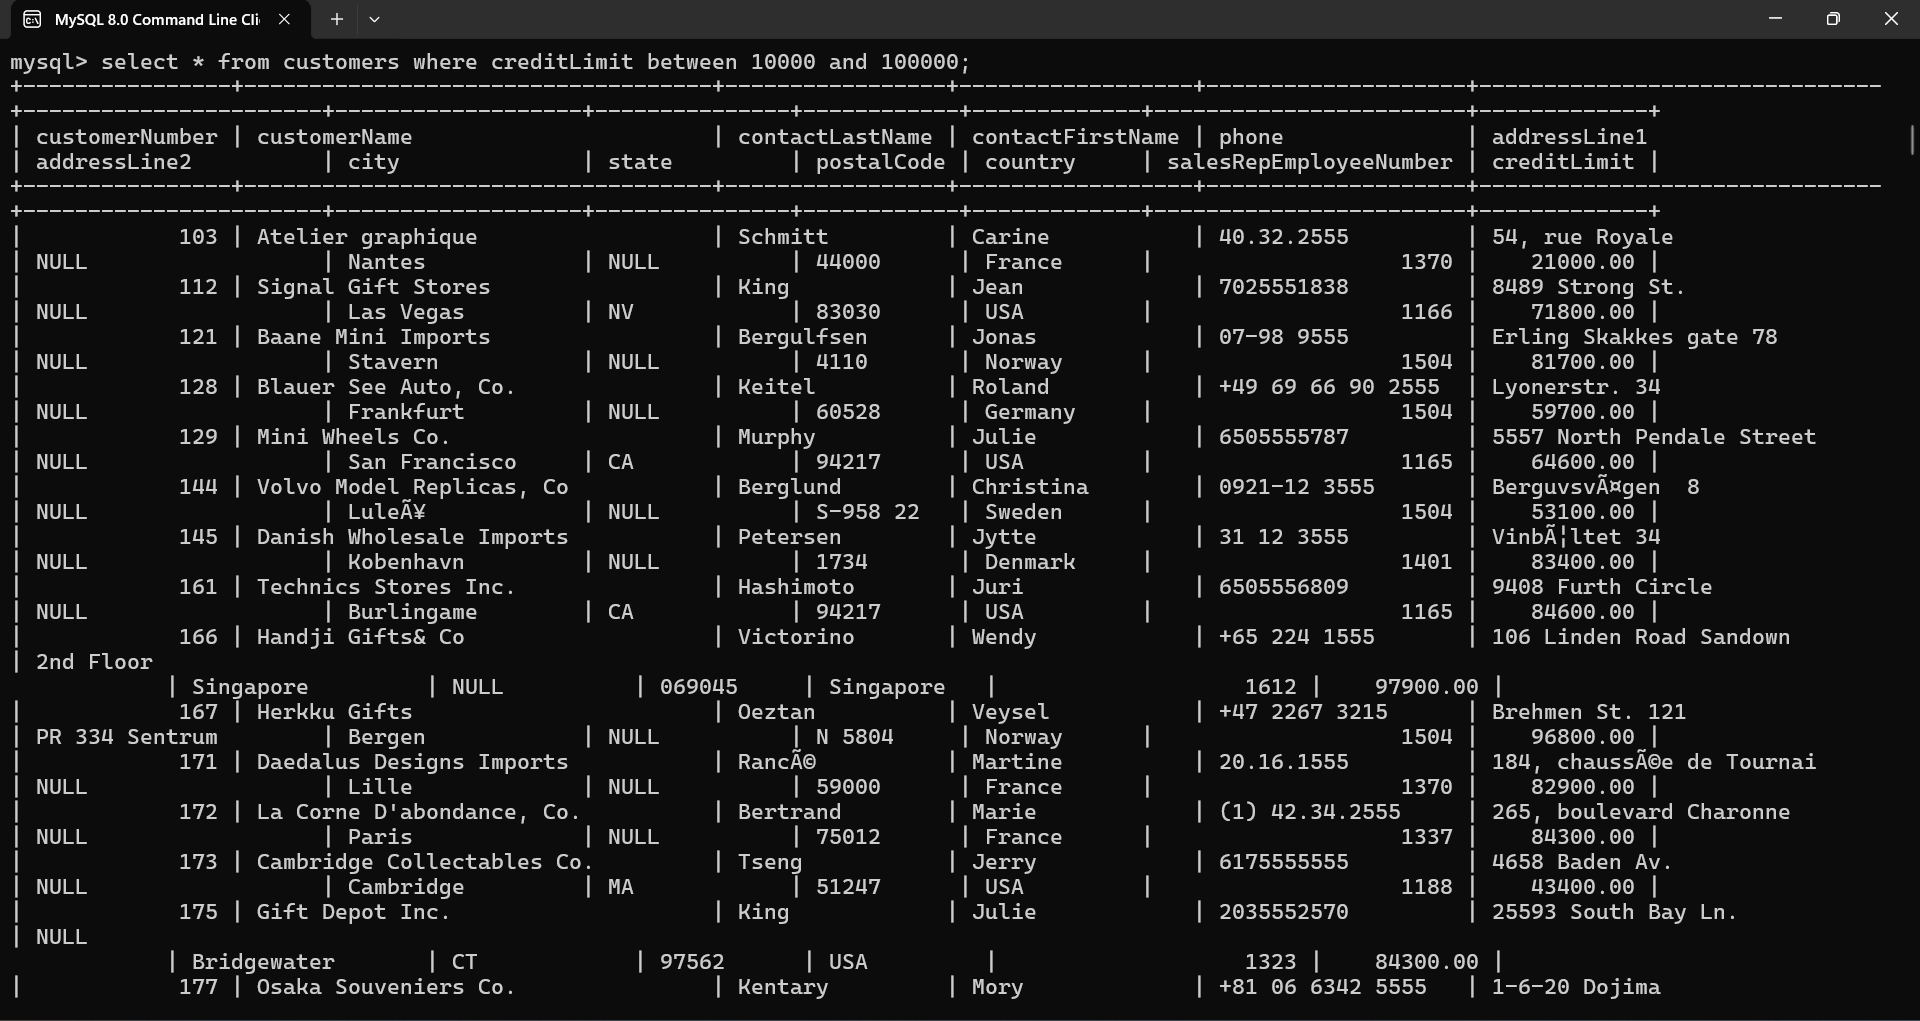 MySQL 8.0 Command Line Cli
mysql> select * from customers where creditLimit between 10000 and 100000;
+----------------+------------------------------------+-----------------+------------------+--------------------+-------------------------------
+-----------------------+-------------------+---------------+------------+-------------+------------------------+-------------+
| customerNumber | customerName                       | contactLastName | contactFirstName | phone              | addressLine1
| addressLine2          | city              | state         | postalCode | country     | salesRepEmployeeNumber | creditLimit |
+----------------+------------------------------------+-----------------+------------------+--------------------+-------------------------------
+-----------------------+-------------------+---------------+------------+-------------+------------------------+-------------+
|            103 | Atelier graphique                  | Schmitt         | Carine           | 40.32.2555         | 54, rue Royale
| NULL                  | Nantes            | NULL          | 44000      | France      |                   1370 |    21000.00 |
|            112 | Signal Gift Stores                 | King            | Jean             | 7025551838         | 8489 Strong St.
| NULL                  | Las Vegas         | NV            | 83030      | USA         |                   1166 |    71800.00 |
|            121 | Baane Mini Imports                 | Bergulfsen      | Jonas            | 07-98 9555         | Erling Skakkes gate 78
| NULL                  | Stavern           | NULL          | 4110       | Norway      |                   1504 |    81700.00 |
|            128 | Blauer See Auto, Co.               | Keitel          | Roland           | +49 69 66 90 2555  | Lyonerstr. 34
| NULL                  | Frankfurt         | NULL          | 60528      | Germany     |                   1504 |    59700.00 |
|            129 | Mini Wheels Co.                    | Murphy          | Julie            | 6505555787         | 5557 North Pendale Street
| NULL                  | San Francisco     | CA            | 94217      | USA         |                   1165 |    64600.00 |
|            144 | Volvo Model Replicas, Co           | Berglund        | Christina        | 0921-12 3555       | BerguvsvÃ¤gen  8
| NULL                  | LuleÃ¥            | NULL          | S-958 22   | Sweden      |                   1504 |    53100.00 |
|            145 | Danish Wholesale Imports           | Petersen        | Jytte            | 31 12 3555         | VinbÃ¦ltet 34
| NULL                  | Kobenhavn         | NULL          | 1734       | Denmark     |                   1401 |    83400.00 |
|            161 | Technics Stores Inc.               | Hashimoto       | Juri             | 6505556809         | 9408 Furth Circle
| NULL                  | Burlingame        | CA            | 94217      | USA         |                   1165 |    84600.00 |
|            166 | Handji Gifts& Co                   | Victorino       | Wendy            | +65 224 1555       | 106 Linden Road Sandown
| 2nd Floor
            | Singapore         | NULL          | 069045     | Singapore   |                   1612 |    97900.00 |
|            167 | Herkku Gifts                       | Oeztan          | Veysel           | +47 2267 3215      | Brehmen St. 121
| PR 334 Sentrum        | Bergen            | NULL          | N 5804     | Norway      |                   1504 |    96800.00 |
|            171 | Daedalus Designs Imports           | RancÃ©          | Martine          | 20.16.1555         | 184, chaussÃ©e de Tournai
| NULL                  | Lille             | NULL          | 59000      | France      |                   1370 |    82900.00 |
|            172 | La Corne D'abondance, Co.          | Bertrand        | Marie            | (1) 42.34.2555     | 265, boulevard Charonne
| NULL                  | Paris             | NULL          | 75012      | France      |                   1337 |    84300.00 |
|            173 | Cambridge Collectables Co.         | Tseng           | Jerry            | 6175555555         | 4658 Baden Av.
| NULL                  | Cambridge         | MA            | 51247      | USA         |                   1188 |    43400.00 |
|            175 | Gift Depot Inc.                    | King            | Julie            | 2035552570         | 25593 South Bay Ln.
| NULL
            | Bridgewater       | CT            | 97562      | USA         |                   1323 |    84300.00 |
|            177 | Osaka Souveniers Co.               | Kentary         | Mory             | +81 06 6342 5555   | 1-6-20 Dojima